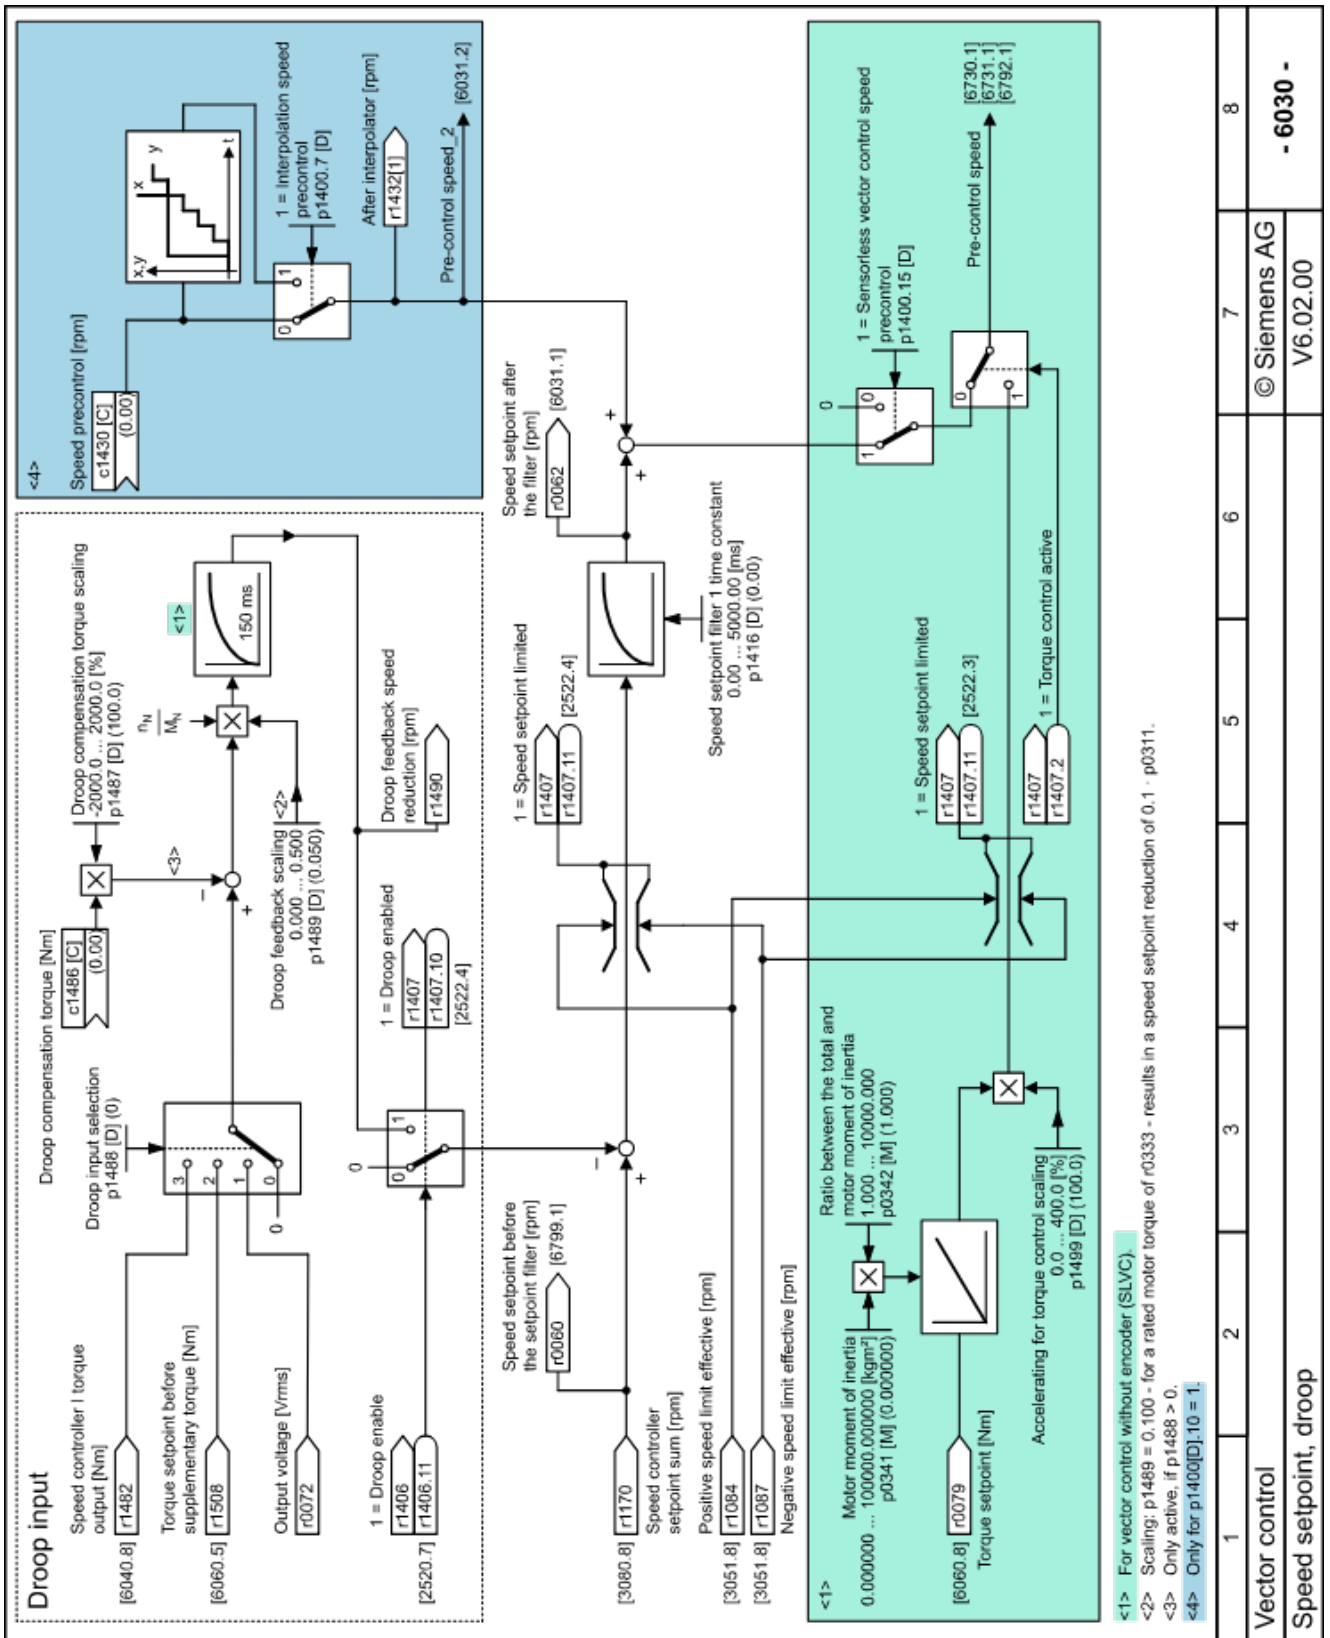 Droop input
Speed controller I torque
output [Nm]
[6040.8] r1482
Torque setpoint before
supplementary torque [Nm]
[6060.5] r1508
Output voltage [Vrms]
r0072
1 = Droop enable
r1406
[2520.7] r1406.11
Droop input selection
p1488 [D] (0)
3
2
1
0
0
Droop compensation torque [Nm]
c1486 [C]
(0.00)
Droop compensation torque scaling
-2000.0 ... 2000.0 [%]
p1487 [D] (100.0)
<3>
–
+
Droop feedback scaling <2>
0.000 ... 0.500
p1489 [D] (0.050)
nN
MN
<1>
150 ms
Droop feedback speed
reduction [rpm]
r1490
1 = Droop enabled
r1407
r1407.10
[2522.4]
0
0
1
<4>
Speed precontrol [rpm]
c1430 [C]
(0.00)
x,y
x
y
t
0
1
1 = Interpolation speed
precontrol
p1400.7 [D]
After interpolator [rpm]
r1432[1]
Pre-control speed_2
[6031.2]
Speed setpoint before
the setpoint filter [rpm]
r0060 [6799.1]
[3080.8] r1170
Speed controller
setpoint sum [rpm]
–
+
Positive speed limit effective [rpm]
[3051.8] r1084
[3051.8] r1087
Negative speed limit effective [rpm]
1 = Speed setpoint limited
r1407
r1407.11 [2522.4]
Speed setpoint filter 1 time constant
0.00 ... 5000.00 [ms]
p1416 [D] (0.00)
Speed setpoint after
the filter [rpm]
r0062 [6031.1]
+
+
<1>
Motor moment of inertia
0.000000 ... 100000.000000 [kgm²]
p0341 [M] (0.000000)
Ratio between the total and
motor moment of inertia
1.000 ... 10000.000
p0342 [M] (1.000)
[6060.8] r0079
Torque setpoint [Nm]
Accelerating for torque control scaling
0.0 ... 400.0 [%]
p1499 [D] (100.0)
1 = Speed setpoint limited
r1407
r1407.11 [2522.3]
r1407
r1407.2
1 = Torque control active
0
1
0
1 = Sensorless vector control speed
precontrol
p1400.15 [D]
0
1
Pre-control speed
[6730.1]
[6731.1]
[6792.1]
<1> For vector control without encoder (SLVC).
<2> Scaling: p1489 = 0.100 - for a rated motor torque of r0333 - results in a speed setpoint reduction of 0.1 · p0311.
<3> Only active, if p1488 > 0.
<4> Only for p1400[D].10 = 1.
1 2 3 4 5 6 7 8
Vector control
Speed setpoint, droop
© Siemens AG
V6.02.00
- 6030 -